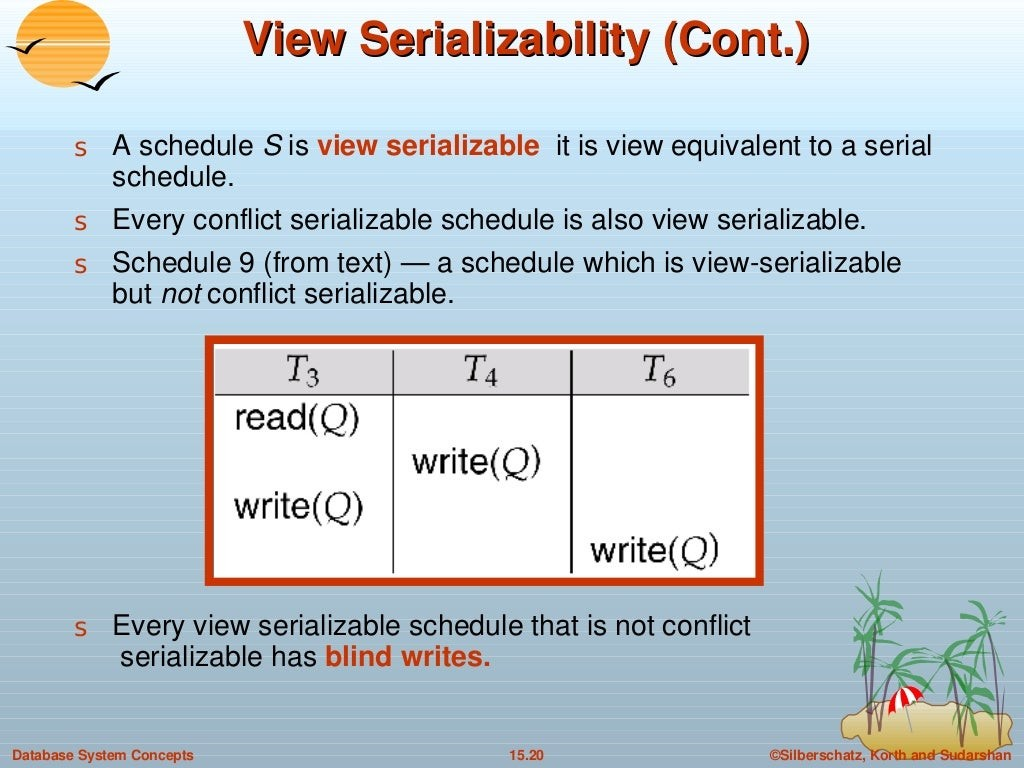 View Serializability (Cont.)
s A schedule S is view serializable it is view equivalent to a serial
schedule.
s Every conflict serializable schedule is also view serializable.
s Schedule 9 (from text) — a schedule which is view-serializable
but not conflict serializable.
T3 T4 T6
read(Q)
write(Q)
write(Q)
write(Q)
s Every view serializable schedule that is not conflict
serializable has blind writes.
Database System Concepts 15.20 ©Silberschatz, Korth and Sudarshan